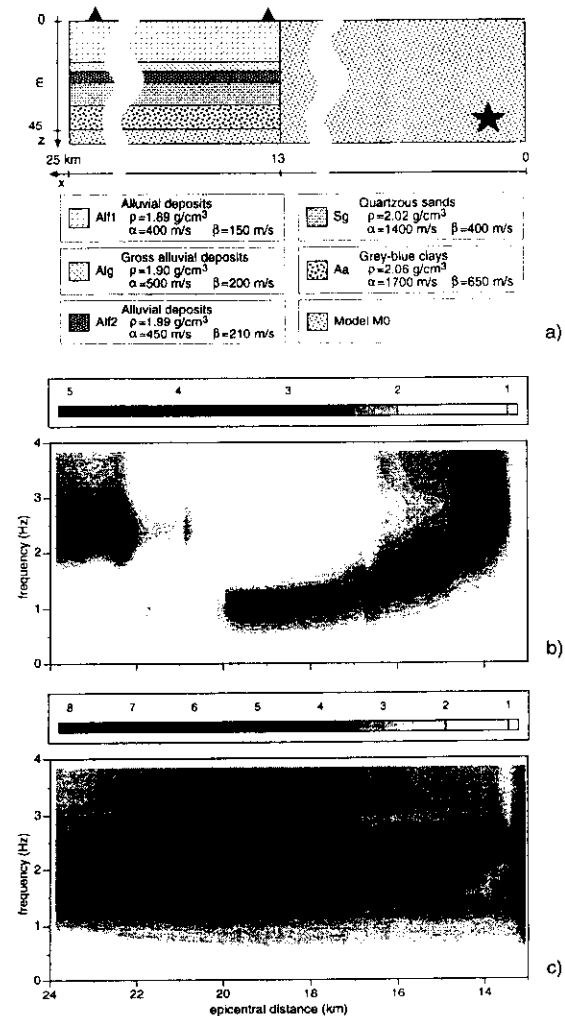 0
m
45
z
25 km 13 0
x
Alluvial deposits
Alf1 ρ=1.89 g/cm³
α=400 m/s β=150 m/s
Gross alluvial deposits
Alg ρ=1.90 g/cm³
α=500 m/s β=200 m/s
Alluvial deposits
Alf2 ρ=1.99 g/cm³
α=450 m/s β=210 m/s
Quartzous sands
Sg ρ=2.02 g/cm³
α=1400 m/s β=400 m/s
Grey-blue clays
Aa ρ=2.06 g/cm³
α=1700 m/s β=650 m/s
Model M0
a)
5 4 3 2 1
4
3
2
1
0
frequency (Hz)
b)
8 7 6 5 4 3 2 1
4
3
2
1
0
frequency (Hz)
c)
24 22 20 18 16 14
epicentral distance (km)